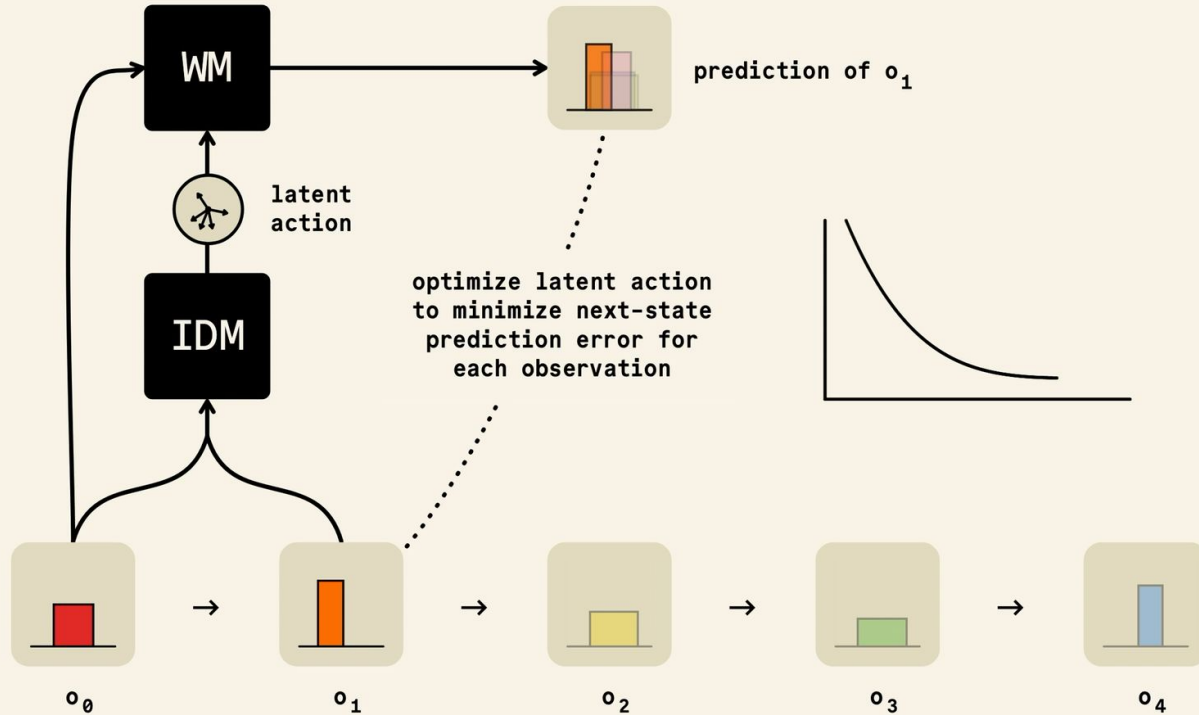 WM
prediction of o₁
latent
action
optimize latent action
to minimize next-state
prediction error for
each observation
IDM
→ → → →
o₀ o₁ o₂ o₃ o₄